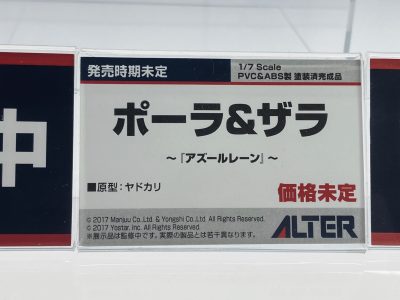 中
発売時期未定
1/7 Scale
PVC&ABS製 塗装済完成品
ポーラ&ザラ
～『アズールレーン』～
■原型：ヤドカリ
価格未定
© 2017 Manjuu Co.,Ltd. & Yongshi Co.,Ltd. All Rights Reserved.
© 2017 Yostar, Inc. All Rights Reserved.
※展示品は監修中です。実際の製品とは若干異なります。
ALTER